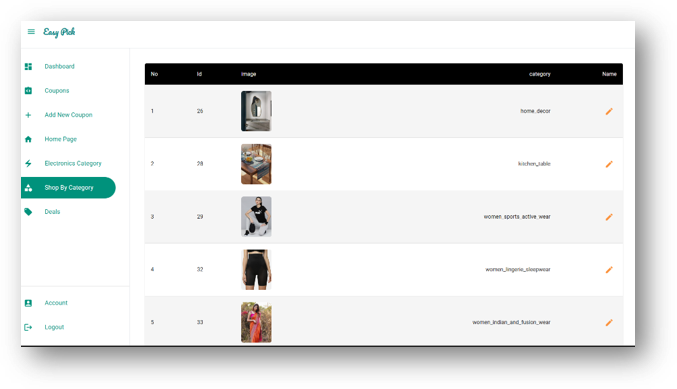 Easy Pick
Dashboard
Coupons
Add New Coupon
Home Page
Electronics Category
Shop By Category
Deals
Account
Logout
No Id Image category Name
1 26 home_decor
2 28 kitchen_table
3 29 women_sports_active_wear
4 32 women_lingerie_sleepwear
5 33 women_indian_and_fusion_wear